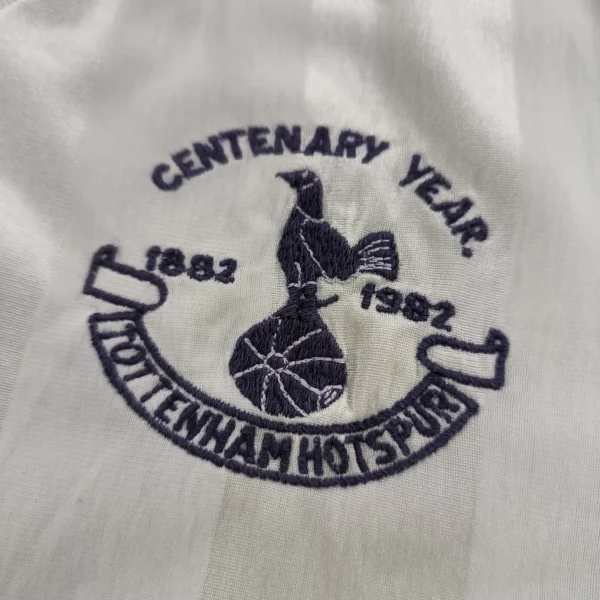 CENTENARY YEAR.
1882 1982
TOTTENHAM HOTSPUR